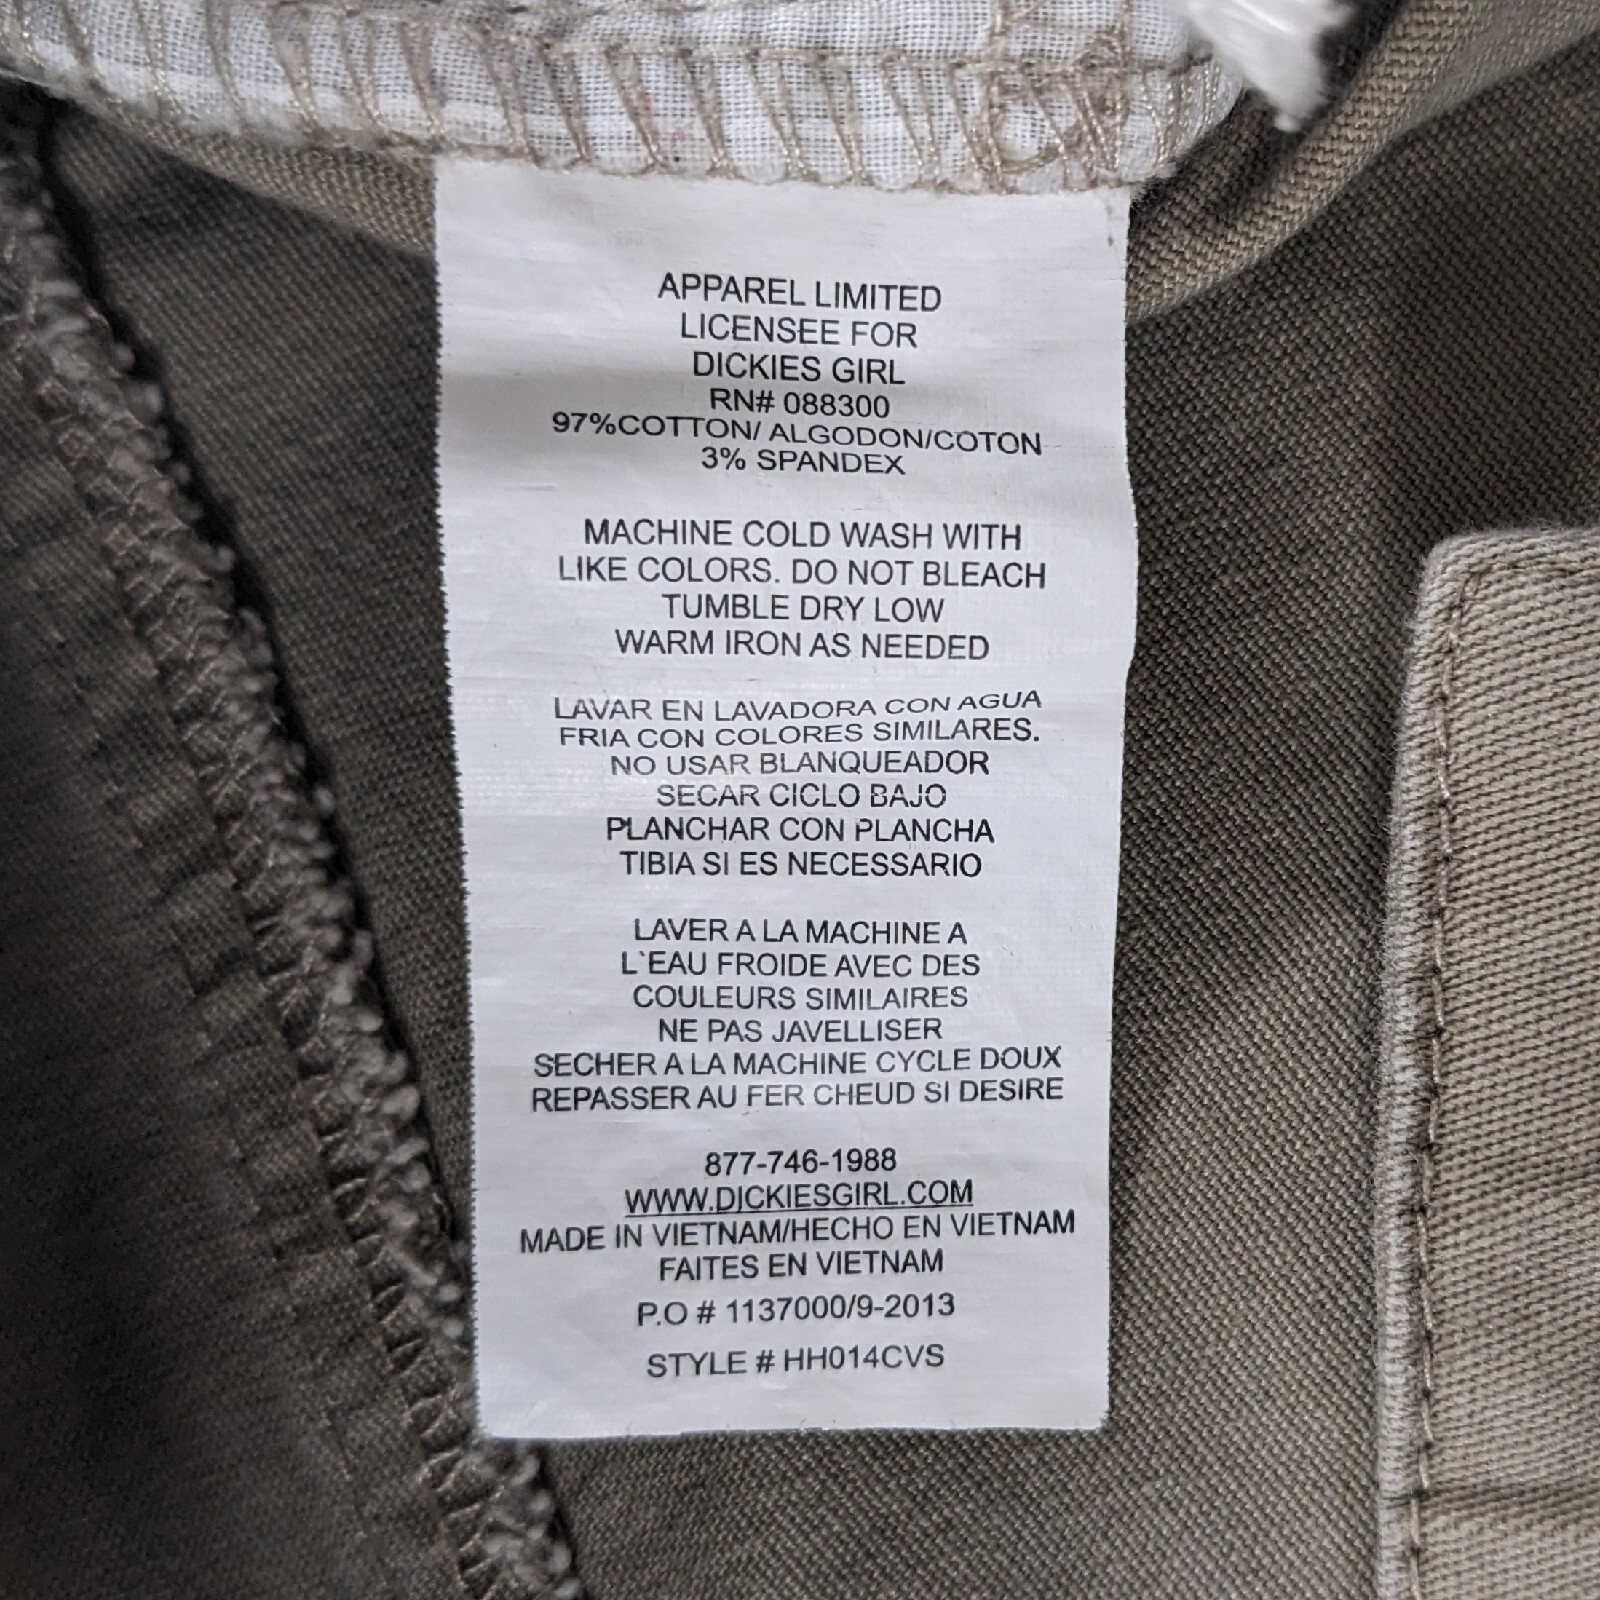 APPAREL LIMITED
LICENSEE FOR
DICKIES GIRL
RN# 088300
97%COTTON/ ALGODON/COTON
3% SPANDEX
MACHINE COLD WASH WITH
LIKE COLORS. DO NOT BLEACH
TUMBLE DRY LOW
WARM IRON AS NEEDED
LAVAR EN LAVADORA CON AGUA
FRIA CON COLORES SIMILARES.
NO USAR BLANQUEADOR
SECAR CICLO BAJO
PLANCHAR CON PLANCHA
TIBIA SI ES NECESSARIO
LAVER A LA MACHINE A
L`EAU FROIDE AVEC DES
COULEURS SIMILAIRES
NE PAS JAVELLISER
SECHER A LA MACHINE CYCLE DOUX
REPASSER AU FER CHEUD SI DESIRE
877-746-1988
WWW.DICKIESGIRL.COM
MADE IN VIETNAM/HECHO EN VIETNAM
FAITES EN VIETNAM
P.O # 1137000/9-2013
STYLE # HH014CVS